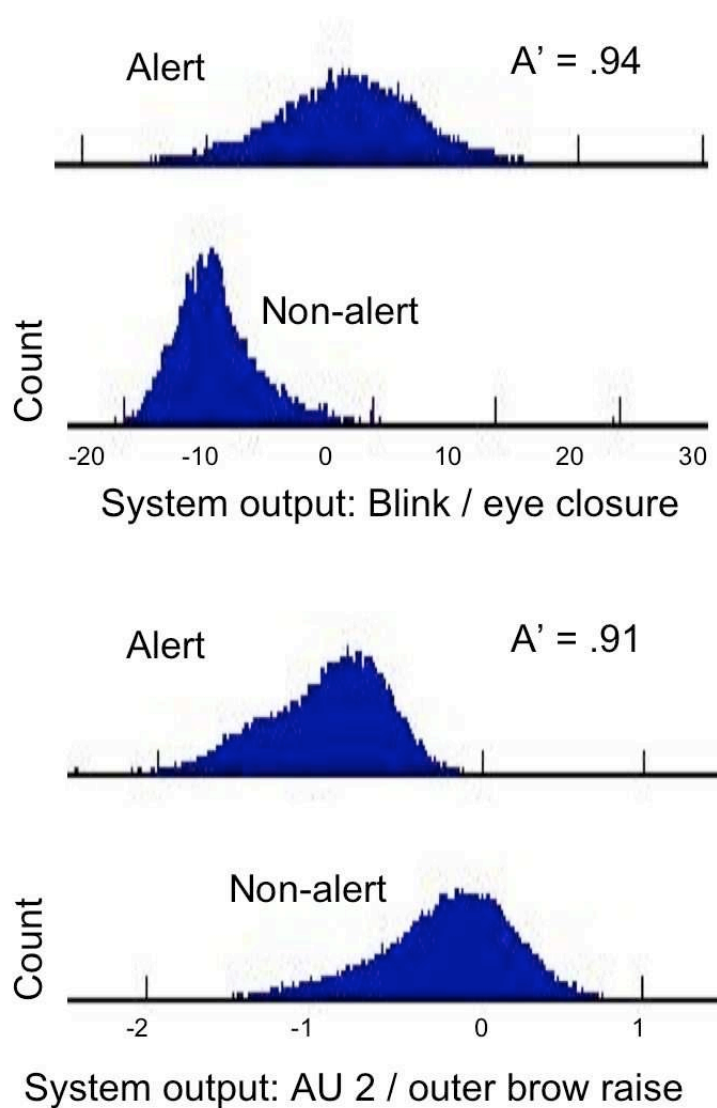 Alert
A’ = .94
Non-alert
Count
-20 -10 0 10 20 30
System output: Blink / eye closure
Alert
A’ = .91
Non-alert
Count
-2 -1 0 1
System output: AU 2 / outer brow raise